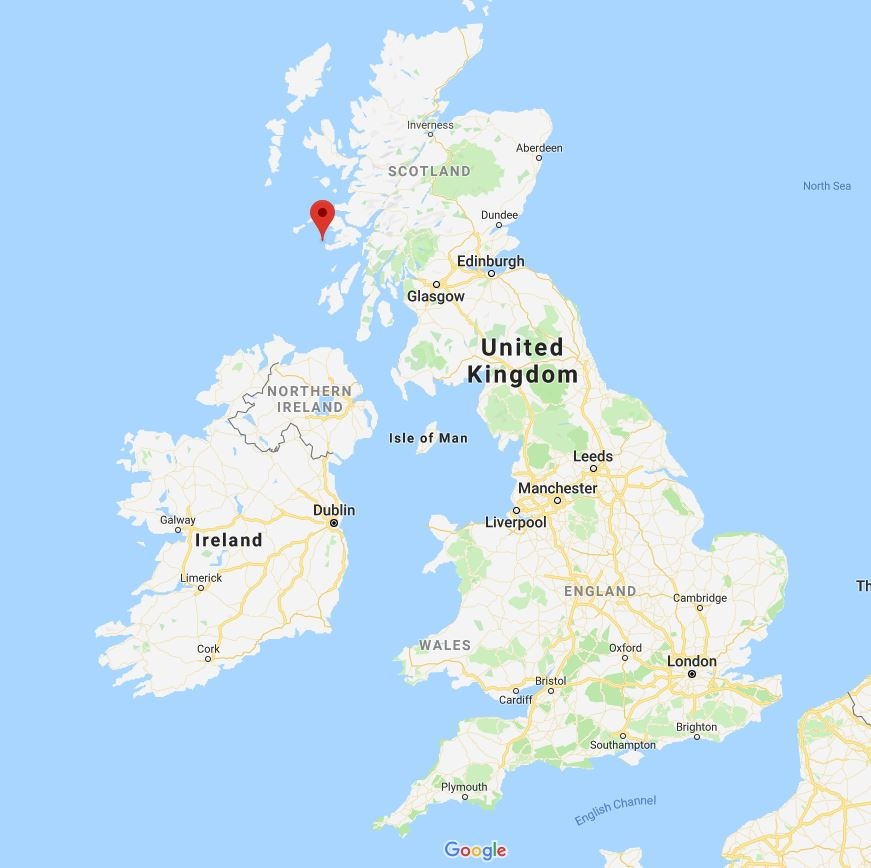 Inverness
Aberdeen
SCOTLAND
North Sea
Dundee
Edinburgh
Glasgow
United
Kingdom
NORTHERN
IRELAND
Isle of Man
Leeds
Manchester
Dublin
Liverpool
Galway
Ireland
Limerick
ENGLAND
Th
Cambridge
WALES
Oxford
Cork
London
Bristol
Cardiff
Brighton
Southampton
Plymouth
English Channel
Google